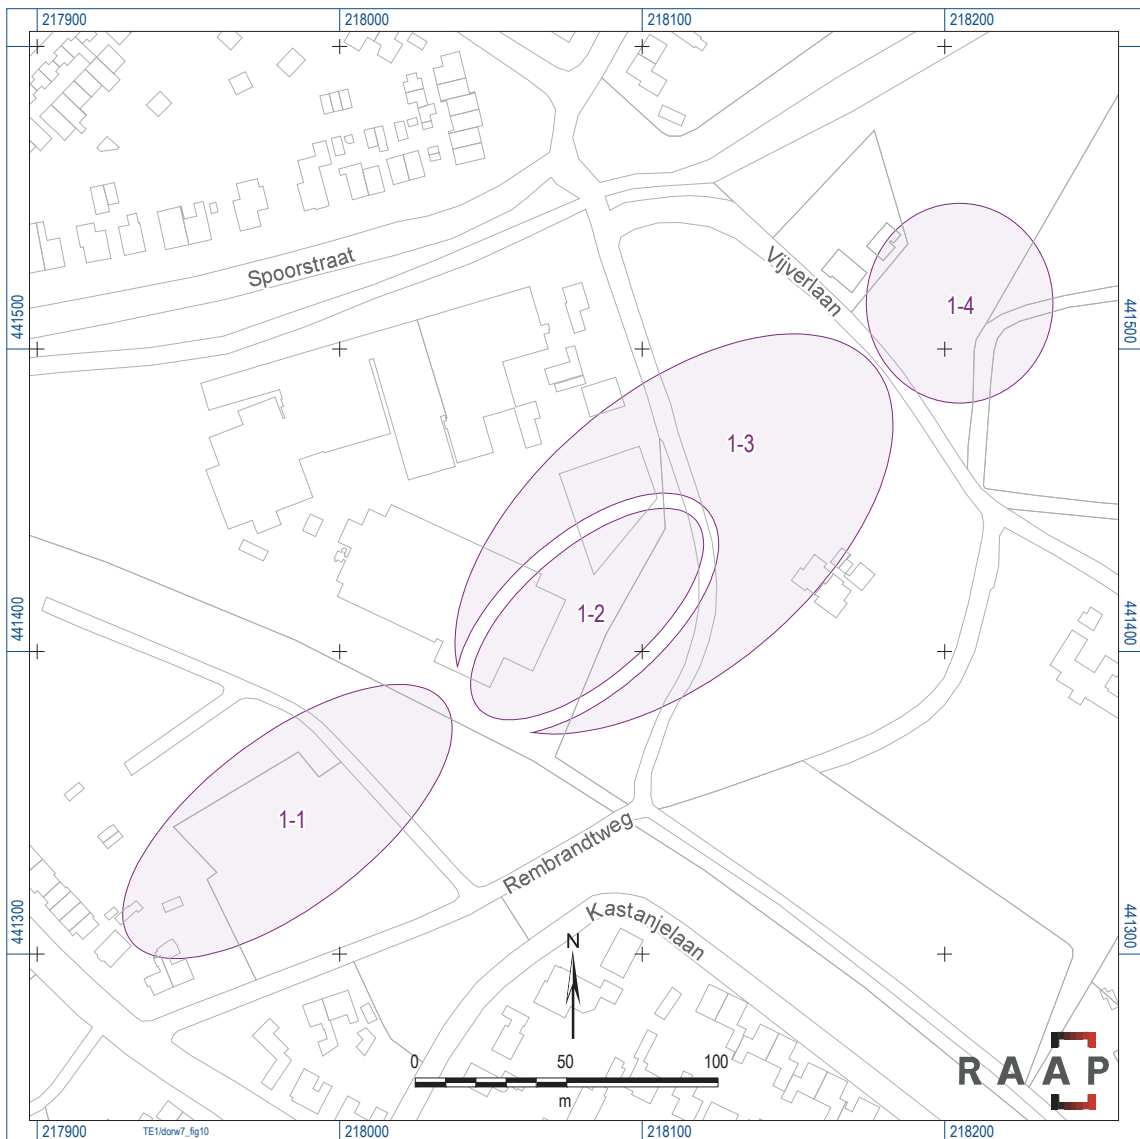 217900 218000 218100 218200
Spoorstraat
Vijverlaan
441500 441500
1-4
1-3
1-2
441400 441400
1-1
Rembrandtweg
Kastanjelaan
441300 441300
N
0 50 100
m
RAAP
217900 TE1/dorw7_fig10 218000 218100 218200